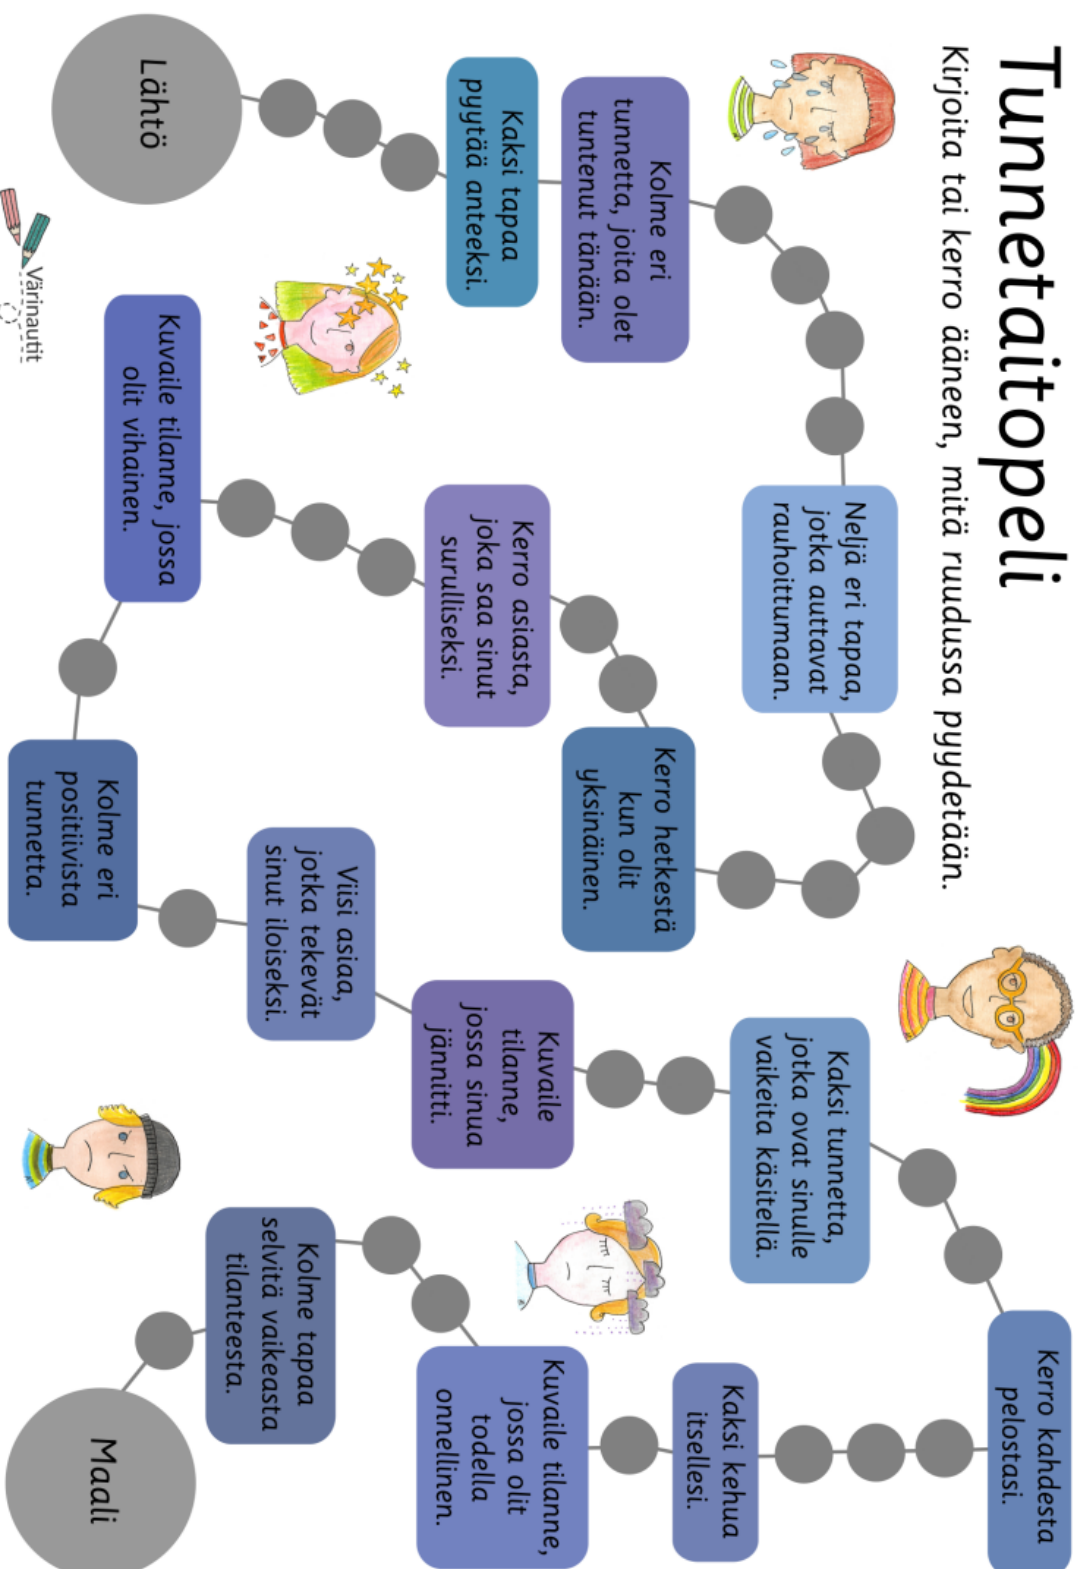 Tunnetaitopeli
Kirjoita tai kerro ääneen, mitä ruudussa pyydetään.
Lähtö
Kaksi tapaa
pyytää anteeksi.
Kolme eri
tunnetta, joita olet
tuntenut tänään.
Neljä eri tapaa,
jotka auttavat
rauhoittumaan.
Kerro hetkestä
kun olit
yksinäinen.
Kerro asiasta,
joka saa sinut
surulliseksi.
Kuvaile tilanne, jossa
olit vihainen.
Kolme eri
positiivista
tunnetta.
Viisi asiaa,
jotka tekevät
sinut iloiseksi.
Kuvaile
tilanne,
jossa sinua
jännitti.
Kaksi tunnetta,
jotka ovat sinulle
vaikeita käsitellä.
Kerro kahdesta
pelostasi.
Kaksi kehua
itsellesi.
Kuvaile tilanne,
jossa olit
todella
onnellinen.
Kolme tapaa
selvitä vaikeasta
tilanteesta.
Maali
Värinautit